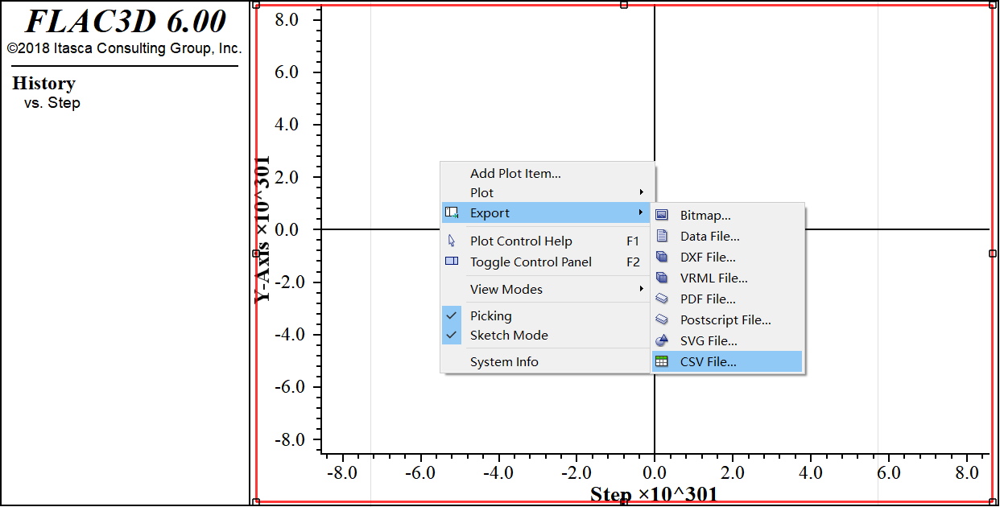 FLAC3D 6.00
©2018 Itasca Consulting Group, Inc.
History
vs. Step
Y-Axis ×10^301
8.0
6.0
4.0
2.0
0.0
-2.0
-4.0
-6.0
-8.0
Add Plot Item...
Plot
Export
Plot Control Help F1
Toggle Control Panel F2
View Modes
Picking
Sketch Mode
System Info
Bitmap...
Data File...
DXF File...
VRML File...
PDF File...
Postscript File...
SVG File...
CSV File...
-8.0 -6.0 -4.0 -2.0 0.0 2.0 4.0 6.0 8.0
Step ×10^301